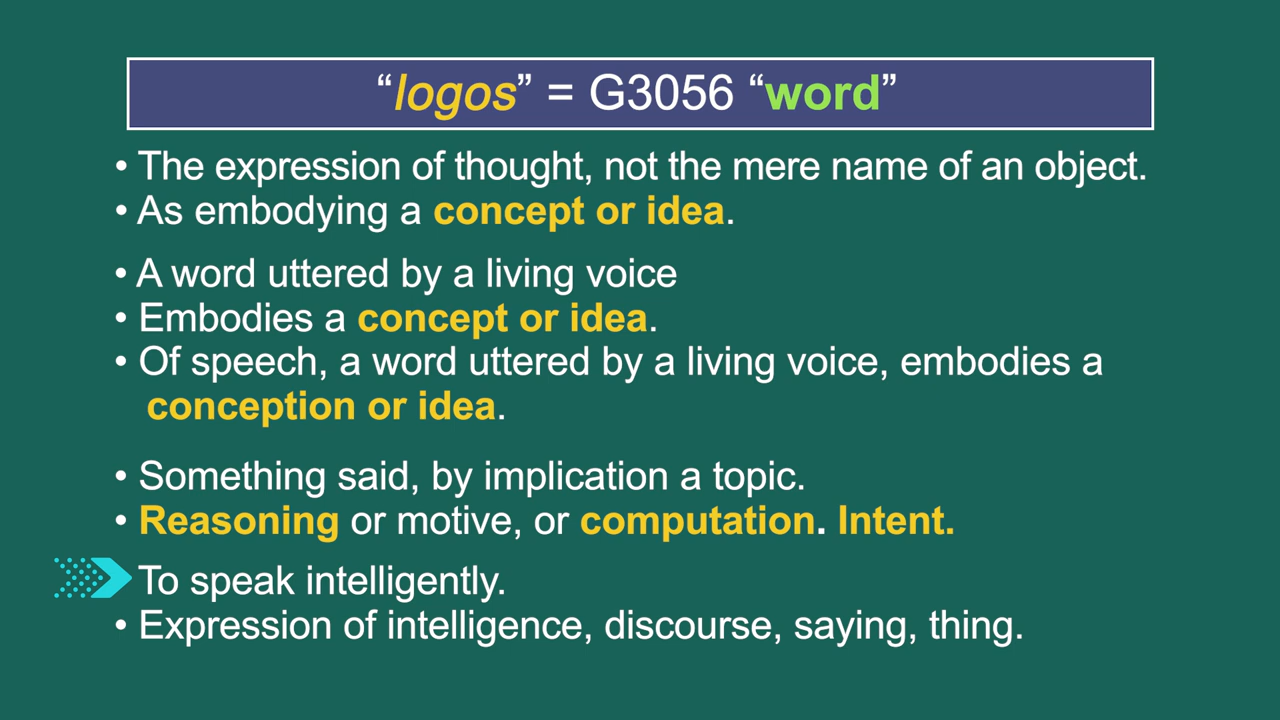 “logos” = G3056 “word”
• The expression of thought, not the mere name of an object.
• As embodying a concept or idea.
• A word uttered by a living voice
• Embodies a concept or idea.
• Of speech, a word uttered by a living voice, embodies a
conception or idea.
• Something said, by implication a topic.
• Reasoning or motive, or computation. Intent.
To speak intelligently.
• Expression of intelligence, discourse, saying, thing.